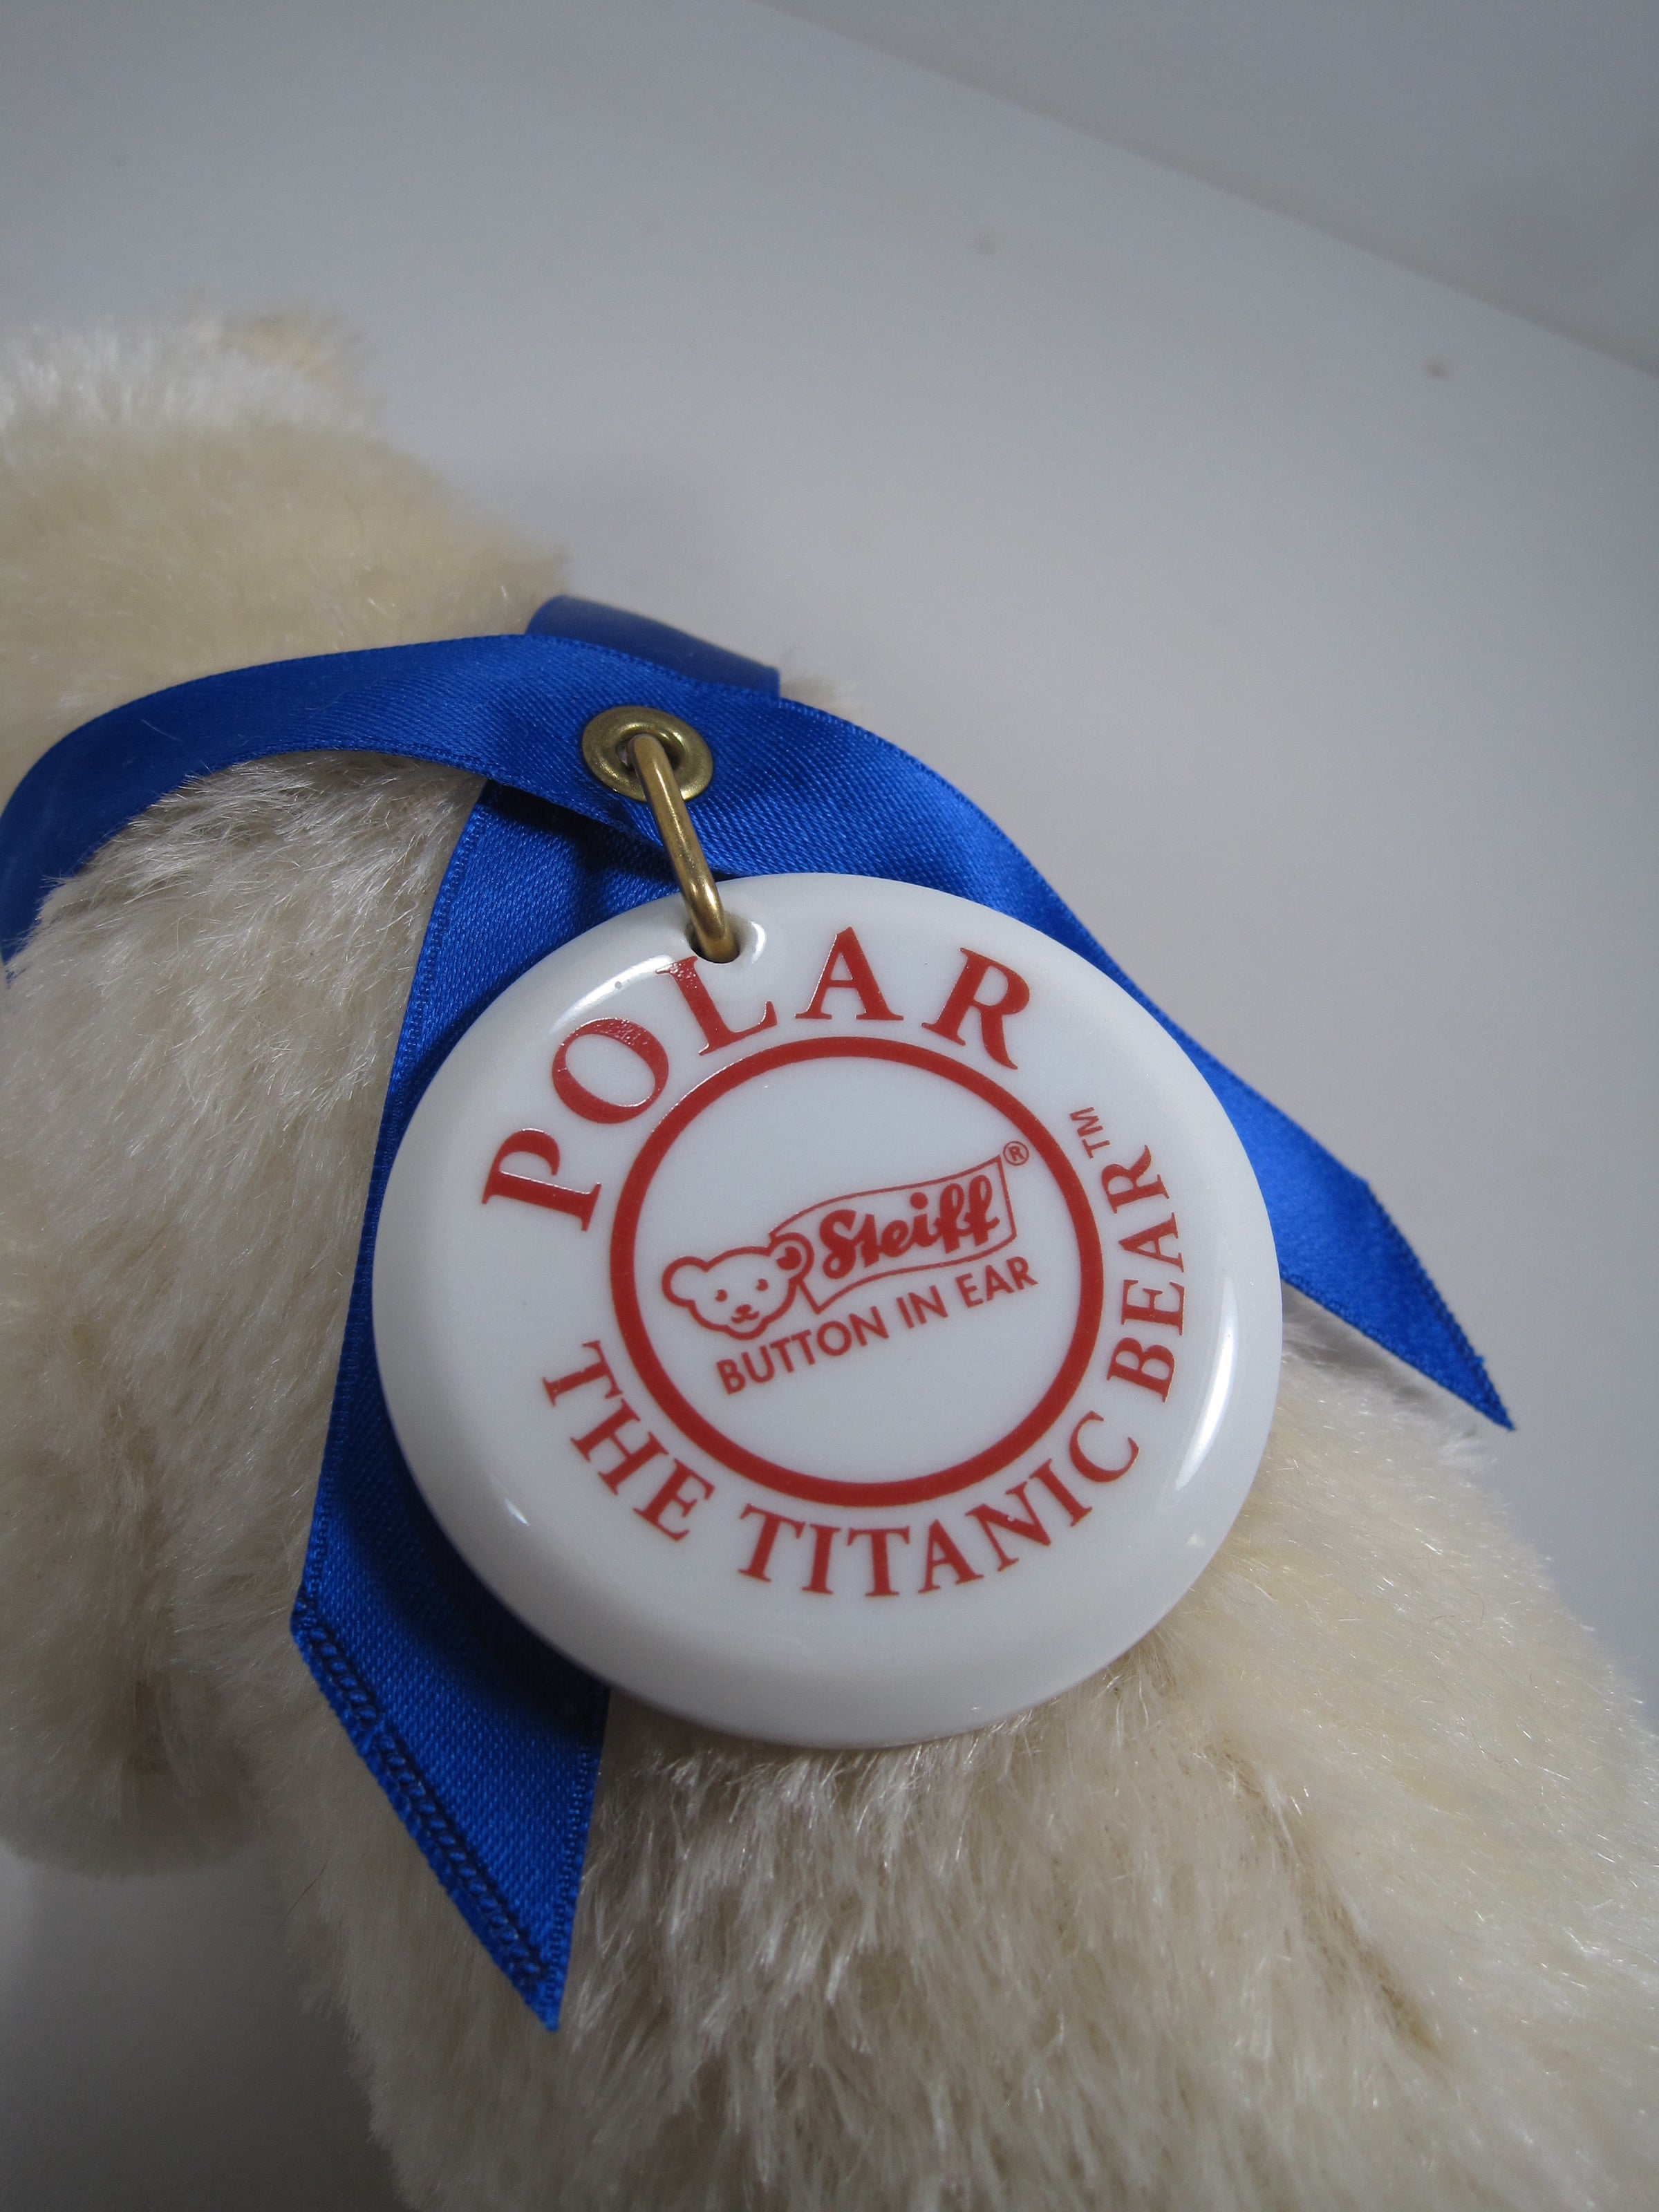 POLAR
Steiff®
BUTTON IN EAR
THE TITANIC BEAR™